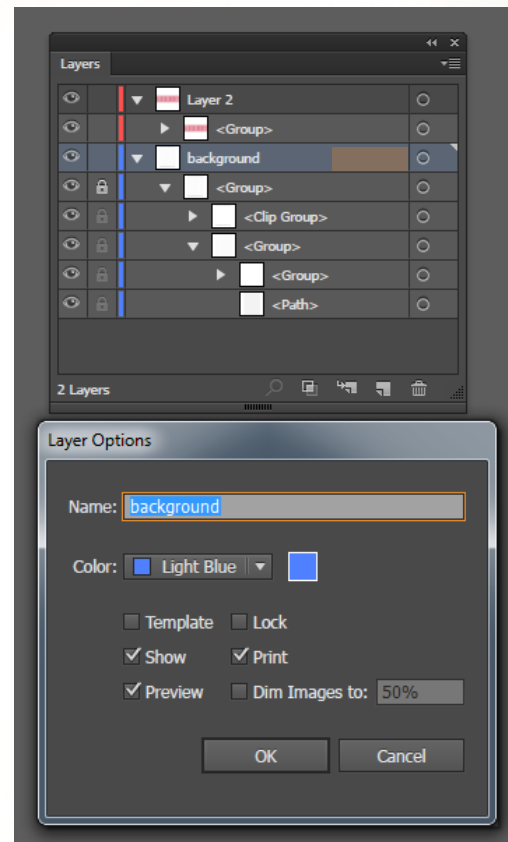 Layers
Layer 2
<Group>
background
<Group>
<Clip Group>
<Group>
<Group>
<Path>
2 Layers
Layer Options
Name: background
Color: Light Blue
Template Lock
Show Print
Preview Dim Images to: 50%
OK Cancel